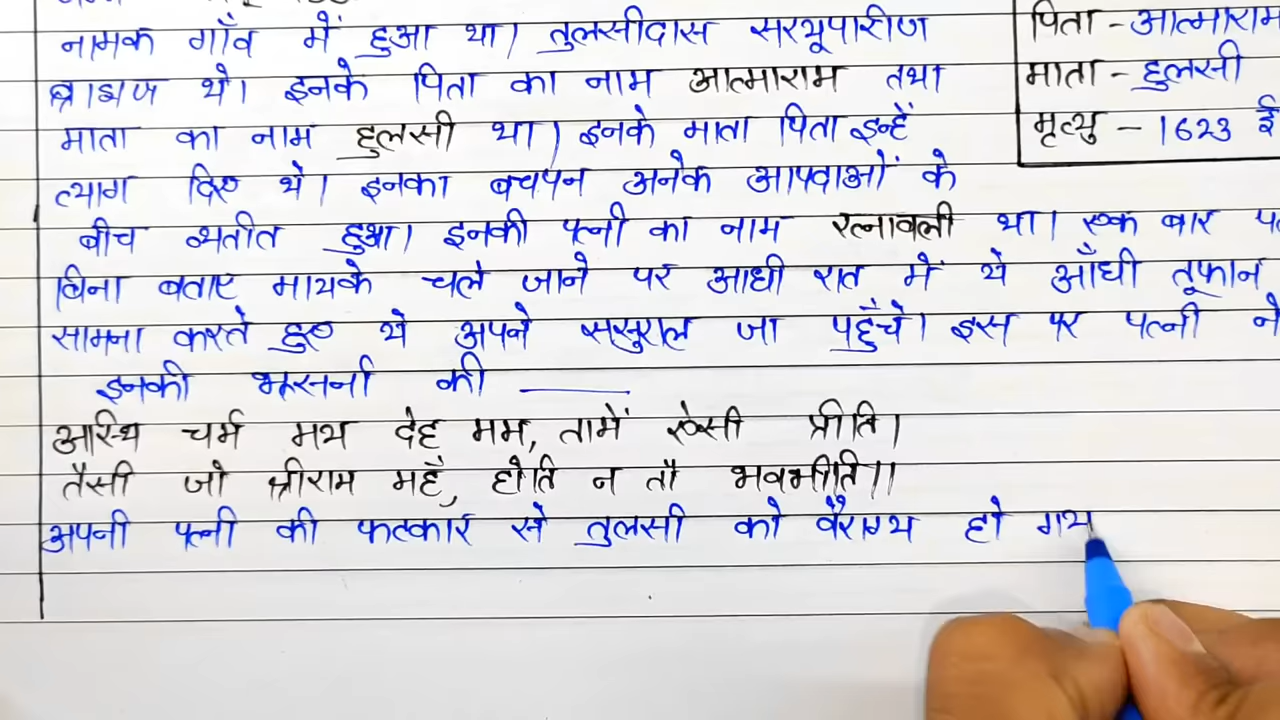 नामक गाँव में हुआ था। तुलसीदास सरयूपारीण
ब्राह्मण थे। इनके पिता का नाम आत्माराम तथा
माता का नाम हुलसी था। इनके माता पिता इन्हें
त्याग दिए थे। इनका बचपन अनेक आपदाओं के
बीच व्यतीत हुआ। इनकी पत्नी का नाम रत्नावली था। एक बार
बिना बताए मायके चले जाने पर आधी रात में ये आँधी तूफान
सामना करते हुए ये अपने ससुराल जा पहुँचे। इस पर पत्नी ने
इनकी भर्त्सना की ———
अस्थि चर्म मय देह मम, तामें ऐसी प्रीति।
तैसी जो श्रीराम महँ, होति न तौ भवभीति॥
अपनी पत्नी की फटकार से तुलसी को वैराग्य हो गय
पिता - आत्माराम
माता - हुलसी
मृत्यु - 1623 ई